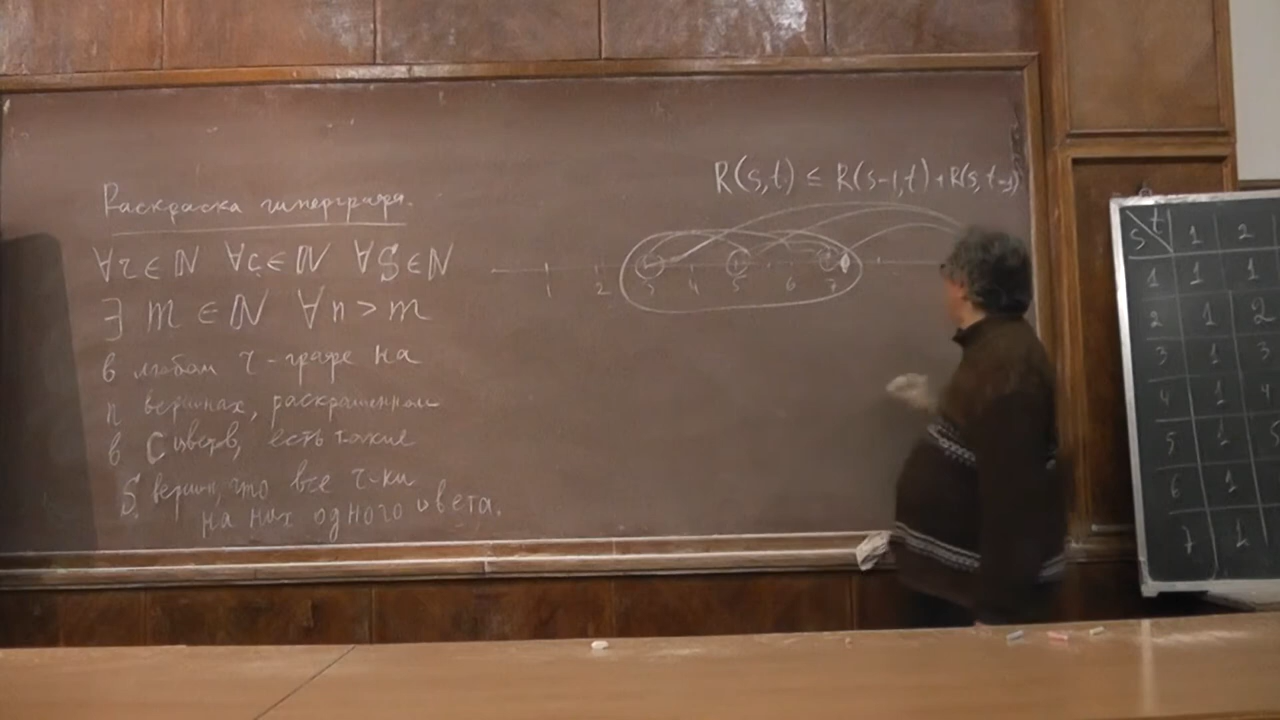 Раскраска гиперграфа.
∀r∈ℕ ∀c∈ℕ ∀S∈ℕ
∃ m∈ℕ ∀n>m
в любом r-графе на
n вершинах, раскрашенном
в C цветов, есть такие
S вершин, что все r-ки
на них одного цвета.
R(s,t) ≤ R(s-1,t)+R(s,t-1)
1 2 3 4 5 6 7
s t 1 2
1 1 1
2 1 2
3 1 3
4 1 4
5 1 5
6 1
7 1